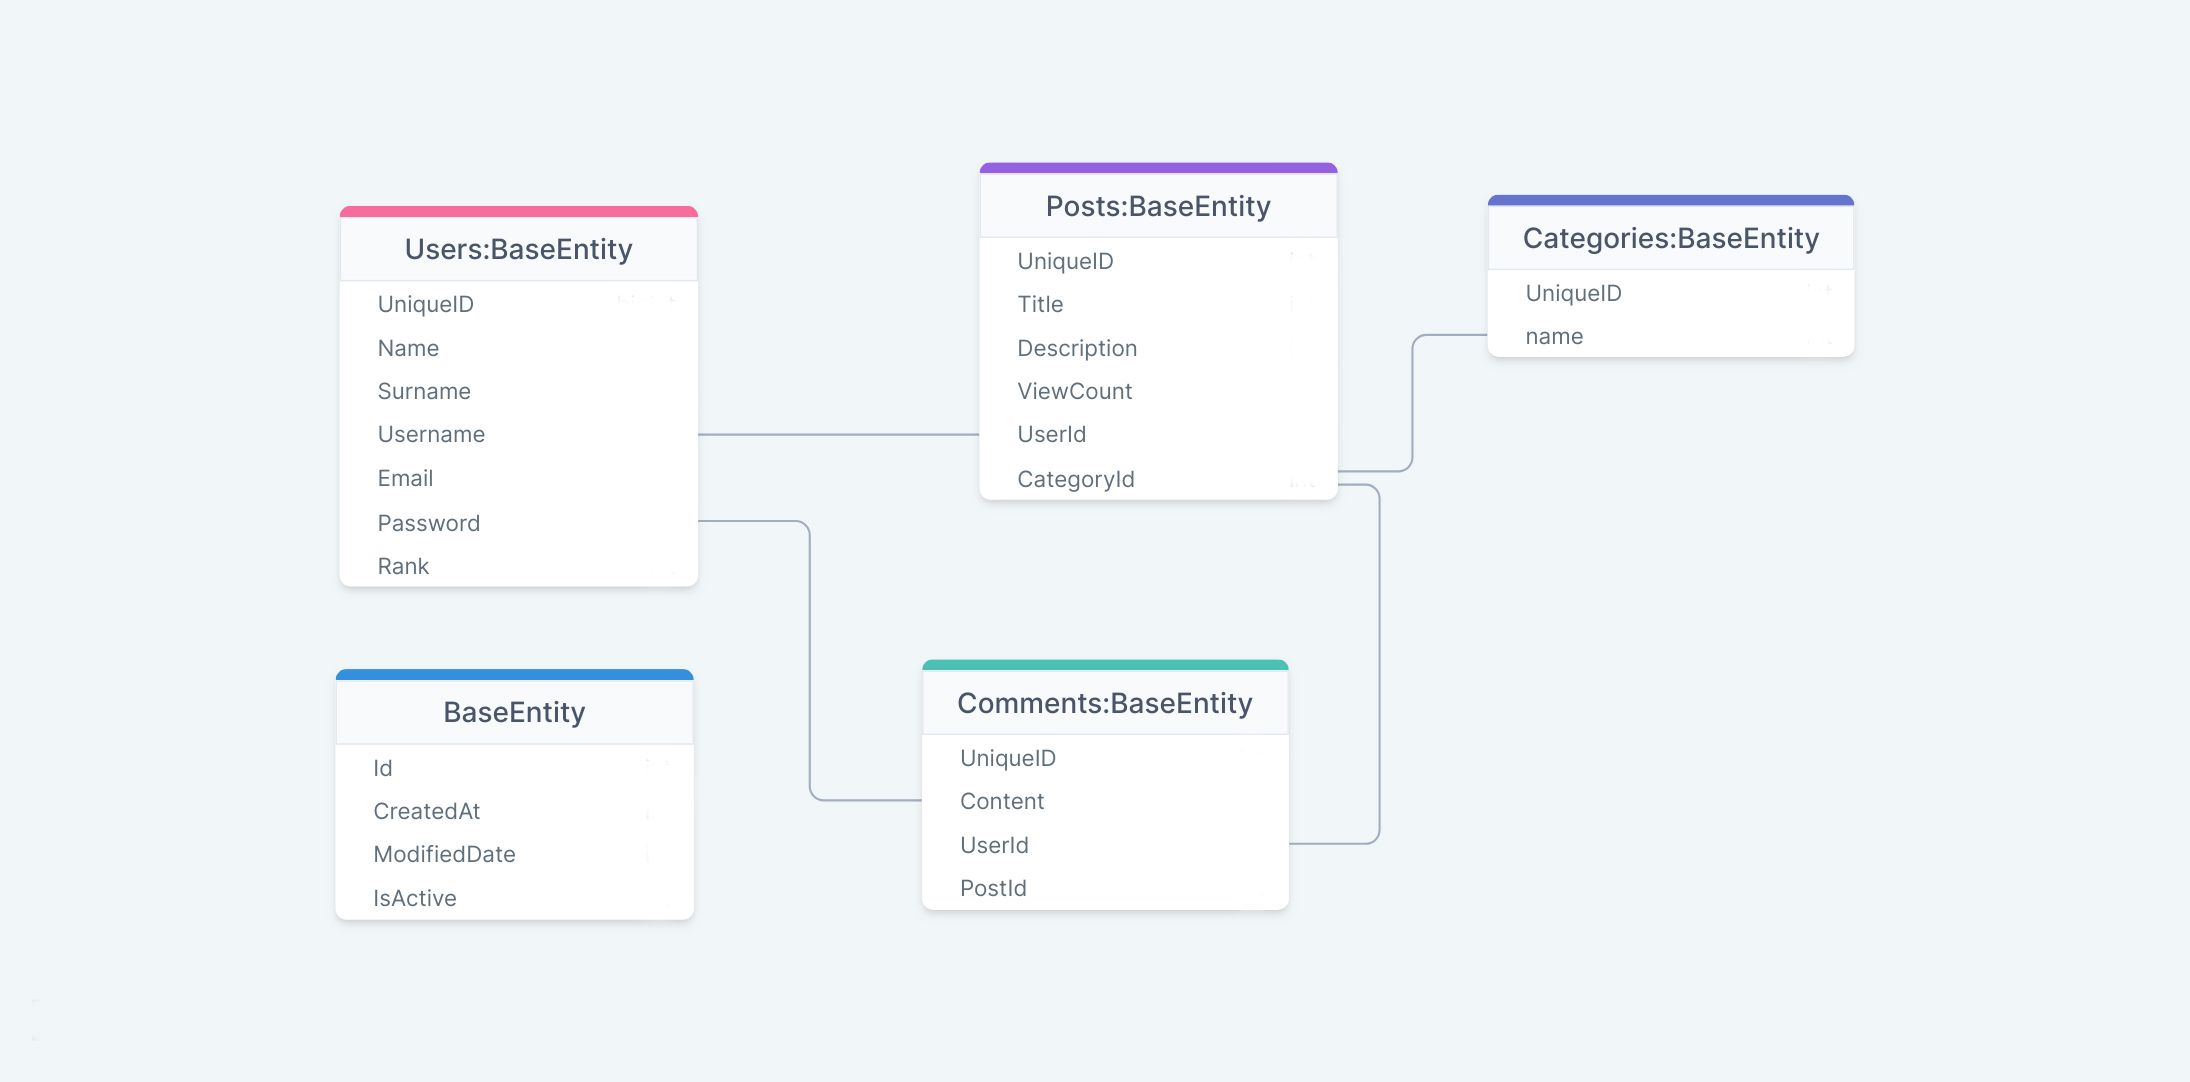 Users:BaseEntity
UniqueID
Name
Surname
Username
Email
Password
Rank
Posts:BaseEntity
UniqueID
Title
Description
ViewCount
UserId
CategoryId
Categories:BaseEntity
UniqueID
name
BaseEntity
Id
CreatedAt
ModifiedDate
IsActive
Comments:BaseEntity
UniqueID
Content
UserId
PostId